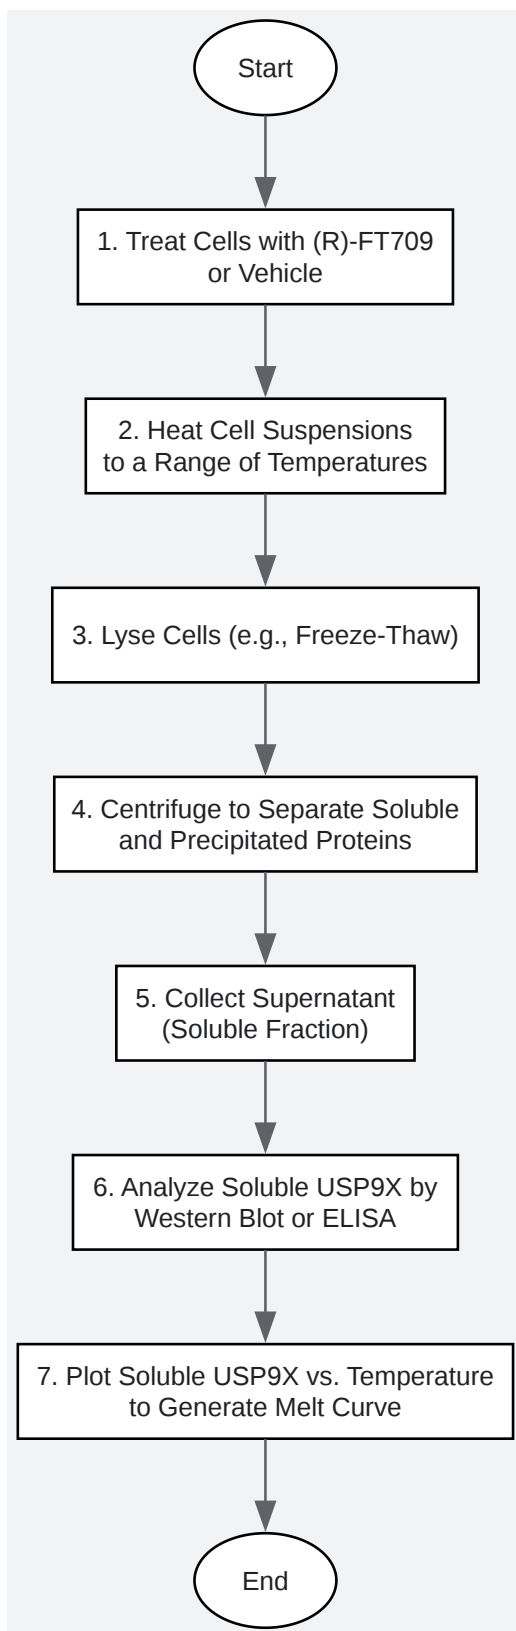 Start
1. Treat Cells with (R)-FT709
or Vehicle
2. Heat Cell Suspensions
to a Range of Temperatures
3. Lyse Cells (e.g., Freeze-Thaw)
4. Centrifuge to Separate Soluble
and Precipitated Proteins
5. Collect Supernatant
(Soluble Fraction)
6. Analyze Soluble USP9X by
Western Blot or ELISA
7. Plot Soluble USP9X vs. Temperature
to Generate Melt Curve
End